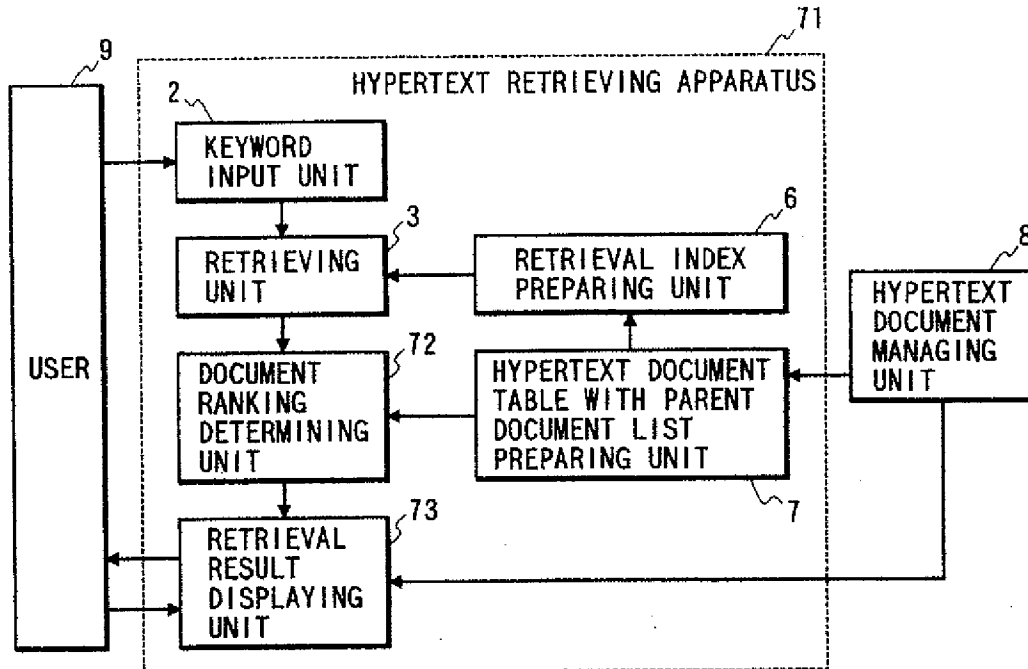 71
9
HYPERTEXT RETRIEVING APPARATUS
2
KEYWORD
INPUT UNIT
3
RETRIEVING
UNIT
6
RETRIEVAL INDEX
PREPARING UNIT
8
HYPERTEXT
DOCUMENT
MANAGING
UNIT
USER
72
DOCUMENT
RANKING
DETERMINING
UNIT
HYPERTEXT DOCUMENT
TABLE WITH PARENT
DOCUMENT LIST
PREPARING UNIT
7
73
RETRIEVAL
RESULT
DISPLAYING
UNIT